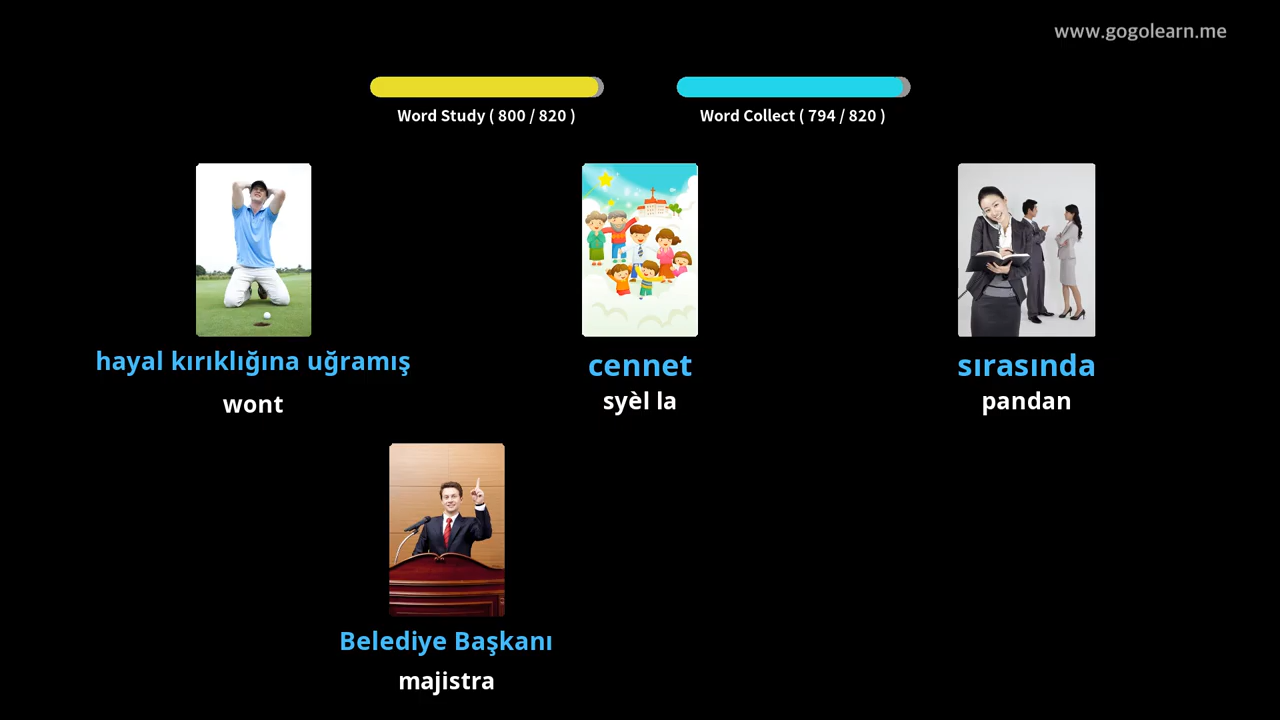 www.gogolearn.me
Word Study ( 800 / 820 )
Word Collect ( 794 / 820 )
hayal kırıklığına uğramış
wont
cennet
syèl la
sırasında
pandan
Belediye Başkanı
majistra